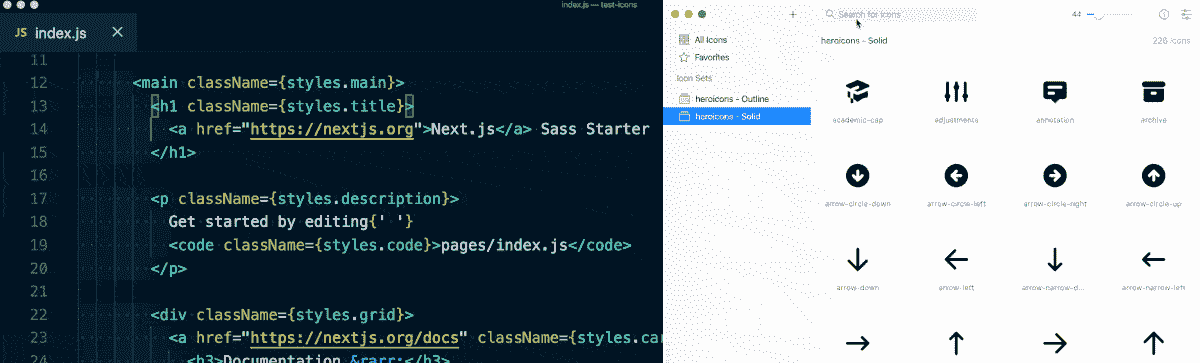 index.js — test-icons
JS index.js ✕
11
12 <main className={styles.main}>
13 <h1 className={styles.title}>
14 <a href="https://nextjs.org">Next.js</a> Sass Starter
15 </h1>
16
17 <p className={styles.description}>
18 Get started by editing{' '}
19 <code className={styles.code}>pages/index.js</code>
20 </p>
21
22 <div className={styles.grid}>
23 <a href="https://nextjs.org/docs" className={styles.car
24 <h3>Documentation &rarr;</h3>
+
Search for icons
44
All Icons
Favorites
Icon Sets
heroicons - Outline
heroicons - Solid
heroicons - Solid
226 icons
academic-cap
adjustments
annotation
archive
arrow-circle-down
arrow-circle-left
arrow-circle-right
arrow-circle-up
arrow-down
arrow-left
arrow-narrow-d...
arrow-narrow-left